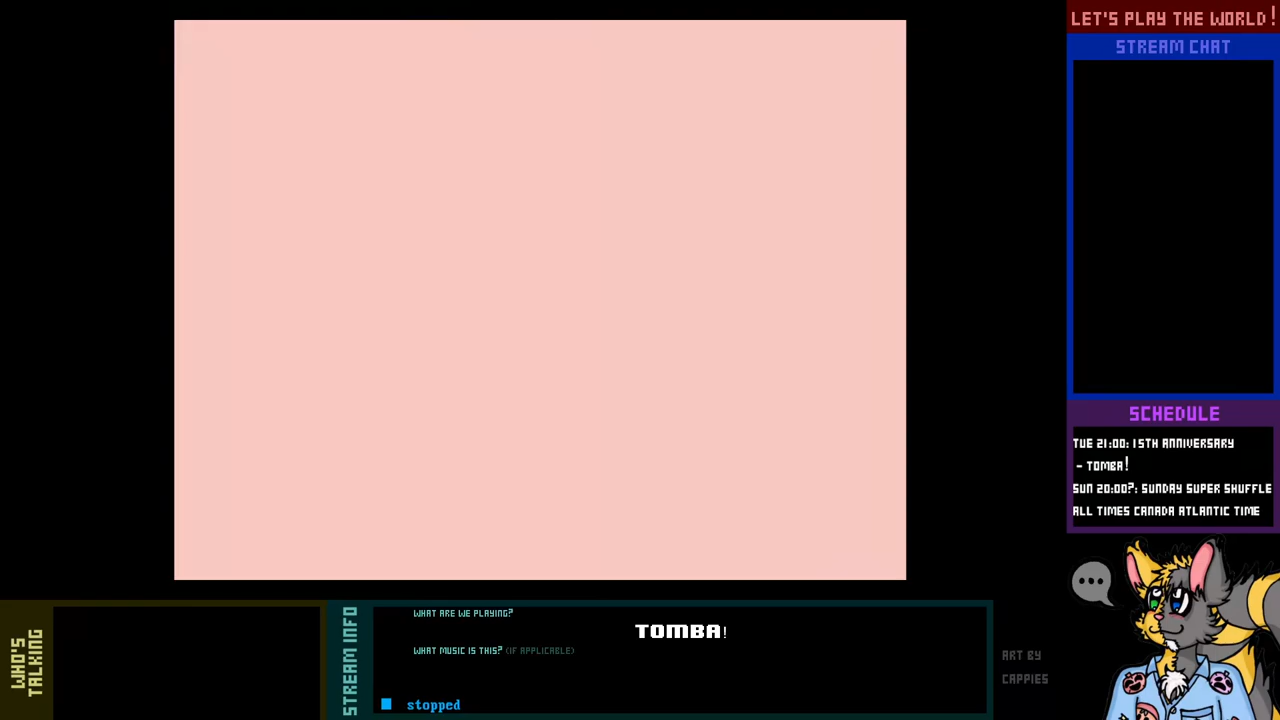 LET'S PLAY THE WORLD!
STREAM CHAT
SCHEDULE
TUE 21:00: 15TH ANNIVERSARY
- TOMBA!
SUN 20:00?: SUNDAY SUPER SHUFFLE
ALL TIMES CANADA ATLANTIC TIME
...
WHO'S
TALKING
STREAM INFO
WHAT ARE WE PLAYING?
TOMBA!
WHAT MUSIC IS THIS? (IF APPLICABLE)
stopped
ART BY
CAPPIES